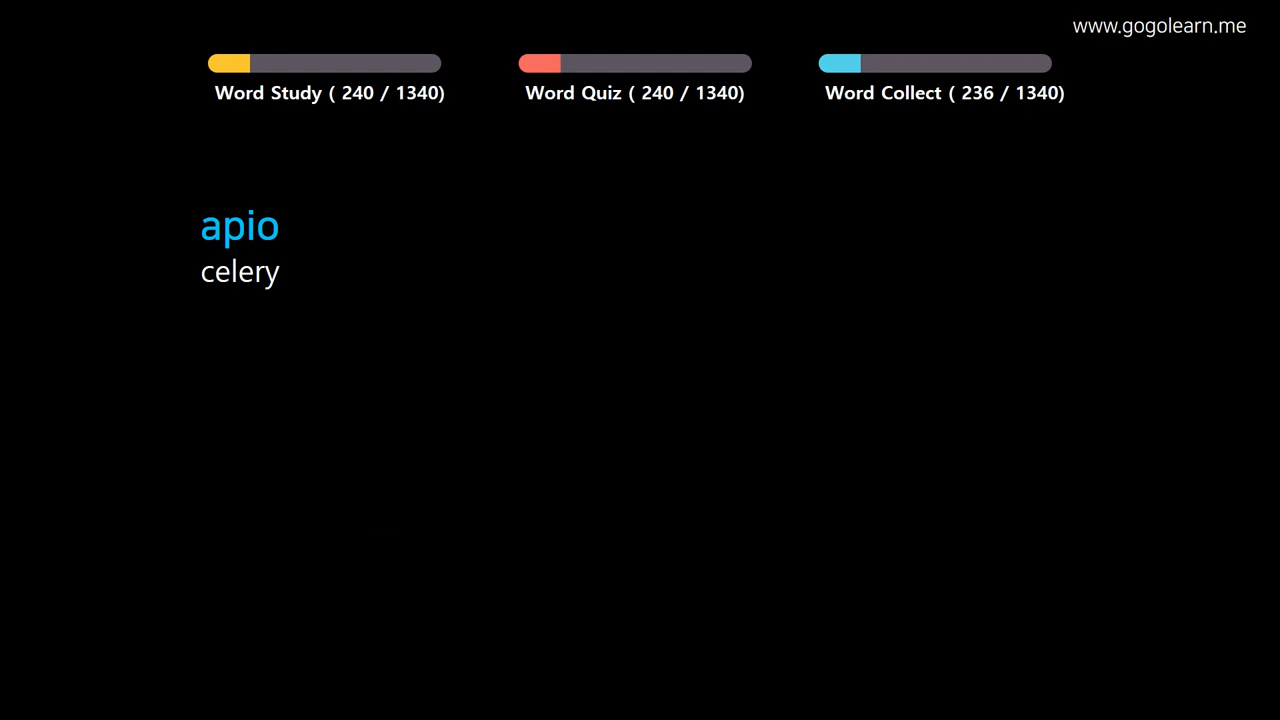 www.gogolearn.me
Word Study ( 240 / 1340)
Word Quiz ( 240 / 1340)
Word Collect ( 236 / 1340)
apio
celery